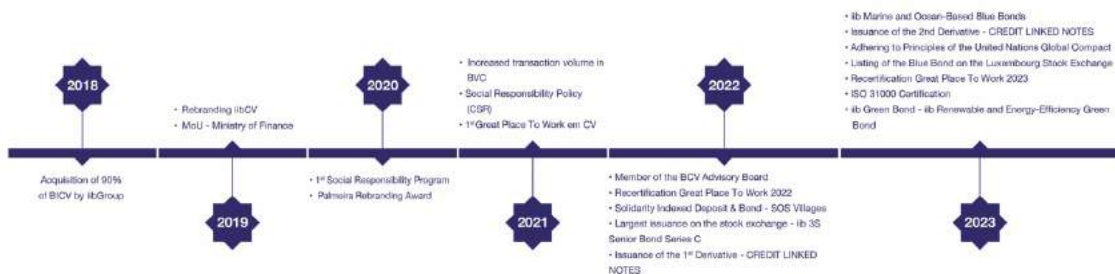 2018
Acquisition of 90%
of BICV by iibGroup
• Rebranding iibCV
• MoU - Ministry of Finance
2019
2020
• 1st Social Responsibility Program
• Palmeira Rebranding Award
• Increased transaction volume in
BVC
• Social Responsibility Policy
(CSR)
• 1st Great Place To Work em CV
2021
2022
• Member of the BCV Advisory Board
• Recertification Great Place To Work 2022
• Solidarity Indexed Deposit & Bond - SOS Villages
• Largest issuance on the stock exchange - iib 3S
Senior Bond Series C
• Issuance of the 1st Derivative - CREDIT LINKED
NOTES
• iib Marine and Ocean-Based Blue Bonds
• Issuance of the 2nd Derivative - CREDIT LINKED NOTES
• Adhering to Principles of the United Nations Global Compact
• Listing of the Blue Bond on the Luxembourg Stock Exchange
• Recertification Great Place To Work 2023
• ISO 31000 Certification
• iib Green Bond - iib Renewable and Energy-Efficiency Green
Bond
2023